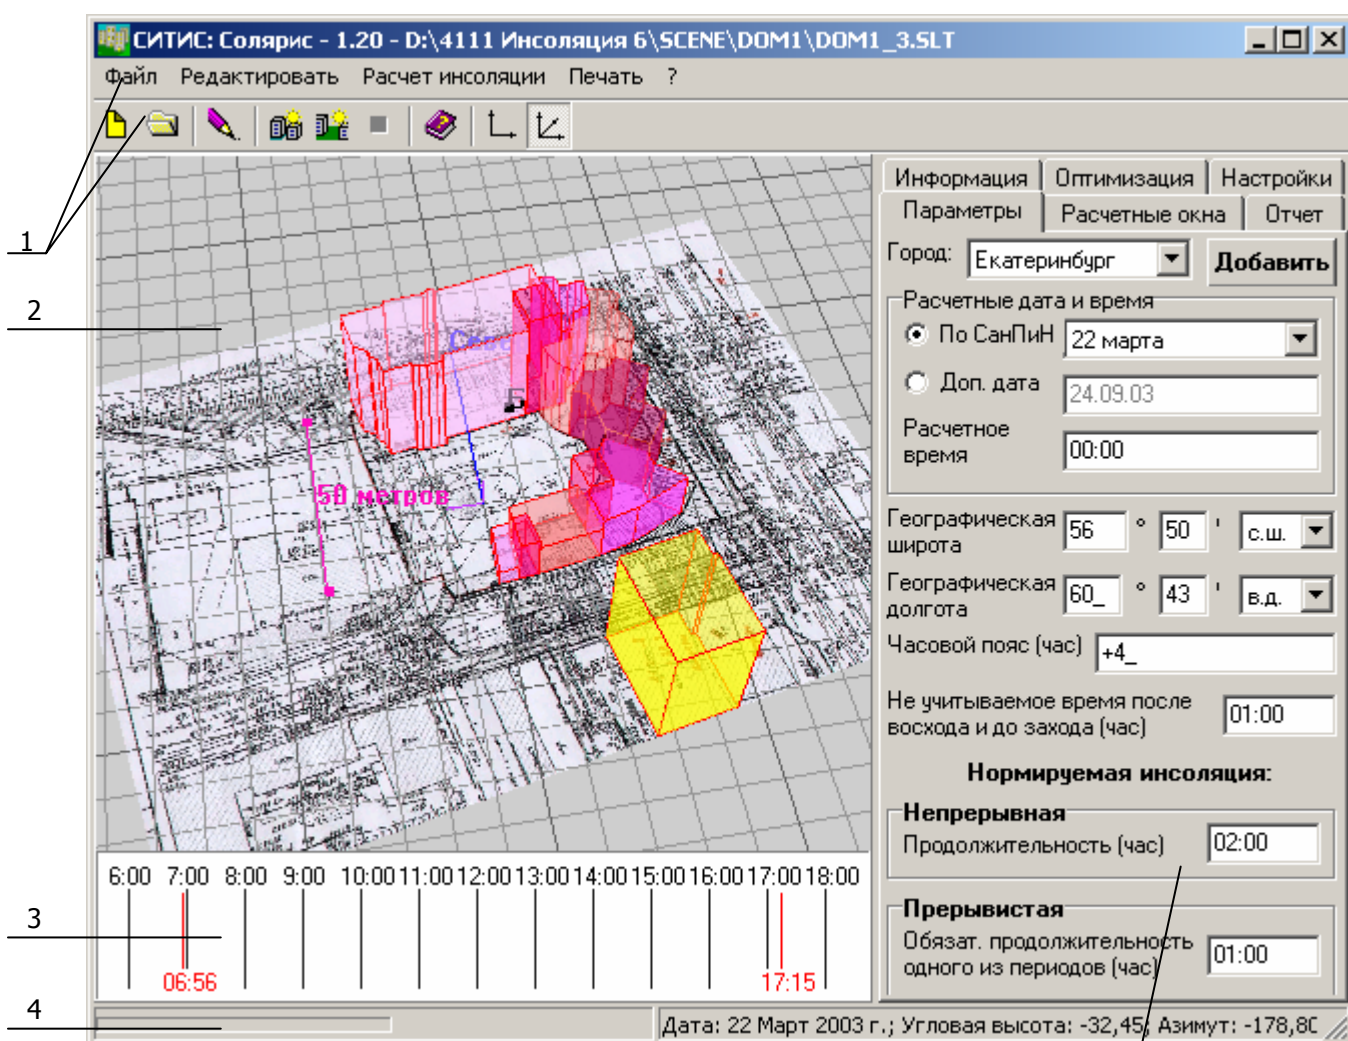 СИТИС: Солярис - 1.20 - D:\4111 Инсоляция 6\SCENE\DOM1\DOM1_3.SLT
Файл Редактировать Расчет инсоляции Печать ?
Информация Оптимизация Настройки
Параметры Расчетные окна Отчет
Город: Екатеринбург Добавить
Расчетные дата и время
По СанПиН 22 марта
Доп. дата 24.09.03
Расчетное
время 00:00
Географическая
широта 56 ° 50 ' с.ш.
Географическая
долгота 60_ ° 43 ' в.д.
Часовой пояс (час) +4_
Не учитываемое время после
восхода и до захода (час) 01:00
Нормируемая инсоляция:
Непрерывная
Продолжительность (час) 02:00
Прерывистая
Обязат. продолжительность
одного из периодов (час) 01:00
1
2
50 метров
6:00 7:00 8:00 9:00 10:00 11:00 12:00 13:00 14:00 15:00 16:00 17:00 18:00
3
06:56 17:15
4
Дата: 22 Март 2003 г.; Угловая высота: -32,45; Азимут: -178,80